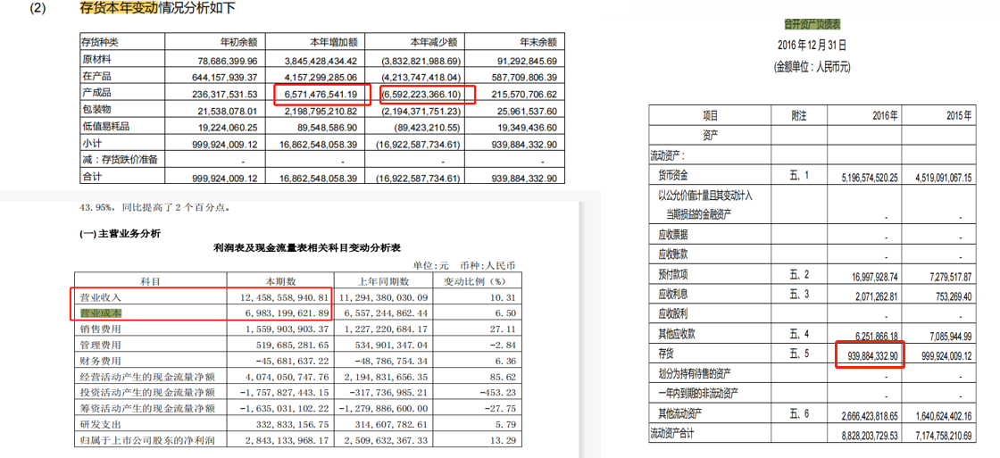 (2) 存货本年变动情况分析如下
存货种类 年初余额 本年增加额 本年减少额 年末余额
原材料 78,686,399.96 3,845,428,434.42 (3,832,821,988.69) 91,292,845.69
在产品 644,157,939.37 4,157,299,285.06 (4,213,747,418.04) 587,709,806.39
产成品 236,317,531.53 6,571,476,541.19 (6,592,223,366.10) 215,570,706.62
包装物 21,538,078.01 2,198,795,210.82 (2,194,371,751.23) 25,961,537.60
低值易耗品 19,224,060.25 89,548,586.90 (89,423,210.55) 19,349,436.60
小计 999,924,009.12 16,862,548,058.39 (16,922,587,734.61) 939,884,332.90
减：存货跌价准备 - - - -
合计 999,924,009.12 16,862,548,058.39 (16,922,587,734.61) 939,884,332.90
43.95%，同比提高了 2 个百分点。
(一)主营业务分析
利润表及现金流量表相关科目变动分析表
单位:元 币种:人民币
科目 本期数 上年同期数 变动比例（%）
营业收入 12,458,558,940.81 11,294,380,030.09 10.31
营业成本 6,983,199,621.89 6,557,244,862.44 6.50
销售费用 1,559,903,903.37 1,227,220,684.17 27.11
管理费用 519,685,281.65 534,901,347.04 -2.84
财务费用 -45,681,637.22 -48,786,754.34 6.36
经营活动产生的现金流量净额 4,074,050,747.76 2,194,831,656.35 85.62
投资活动产生的现金流量净额 -1,757,827,443.15 -317,736,985.21 -453.23
筹资活动产生的现金流量净额 -1,635,031,102.22 -1,279,886,600.00 -27.75
研发支出 332,833,156.75 314,607,782.61 5.79
归属于上市公司股东的净利润 2,843,133,968.17 2,509,632,367.33 13.29
合并资产负债表
2016 年 12 月 31 日
(金额单位：人民币元)
项目 附注 2016年 2015年
资产
流动资产：
货币资金 五、1 5,196,574,520.25 4,519,091,067.15
以公允价值计量且其变动计入
当期损益的金融资产 - -
应收票据 - -
应收账款 - -
预付款项 五、2 16,997,928.74 7,279,517.87
应收利息 五、3 2,071,262.81 753,269.40
应收股利 - -
其他应收款 五、4 6,251,866.18 7,085,944.99
存货 五、5 939,884,332.90 999,924,009.12
划分为持有待售的资产 - -
一年内到期的非流动资产 - -
其他流动资产 五、6 2,666,423,818.65 1,640,624,402.16
流动资产合计 8,828,203,729.53 7,174,758,210.69